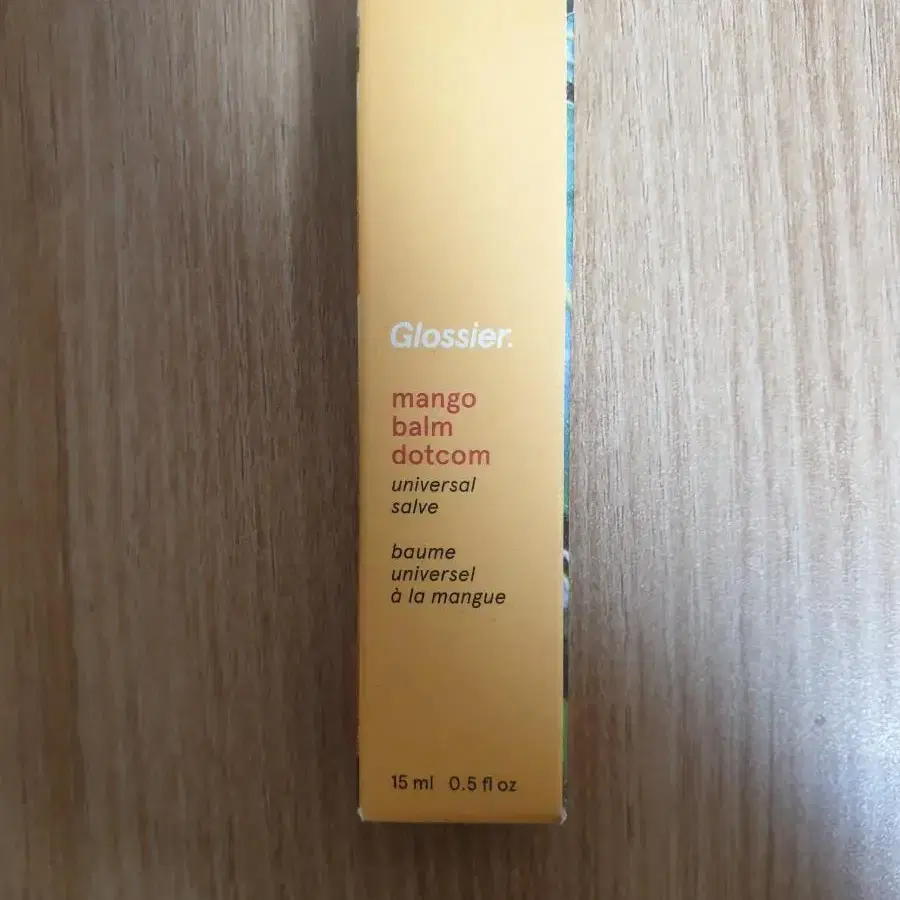 Glossier.
mango
balm
dotcom
universal
salve
baume
universel
à la mangue
15 ml 0.5 fl oz